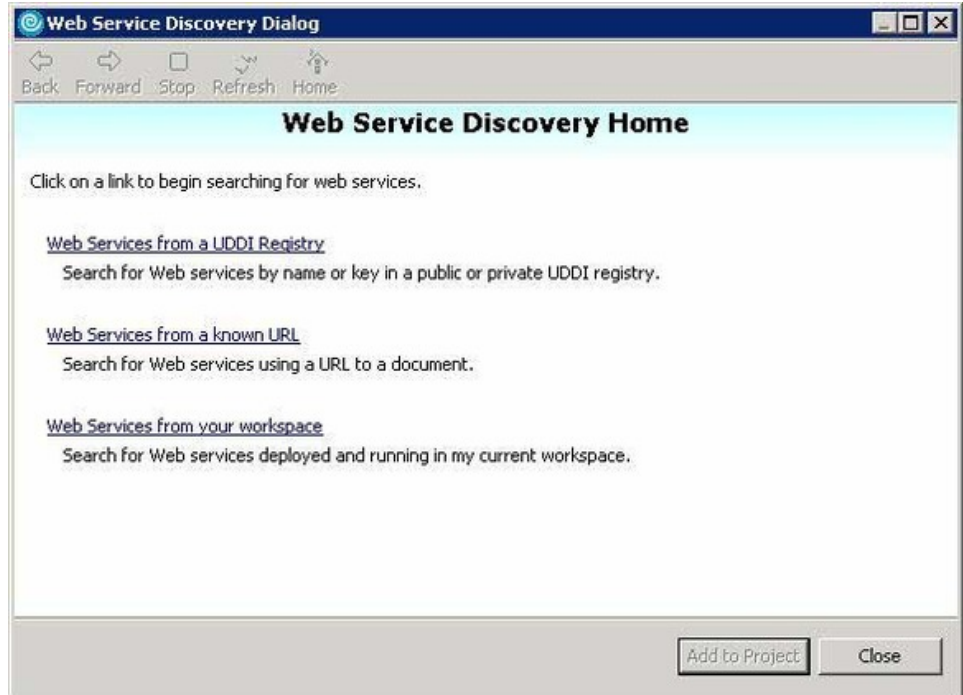 Web Service Discovery Dialog
Back Forward Stop Refresh Home
Web Service Discovery Home
Click on a link to begin searching for web services.
Web Services from a UDDI Registry
Search for Web services by name or key in a public or private UDDI registry.
Web Services from a known URL
Search for Web services using a URL to a document.
Web Services from your workspace
Search for Web services deployed and running in my current workspace.
Add to Project Close